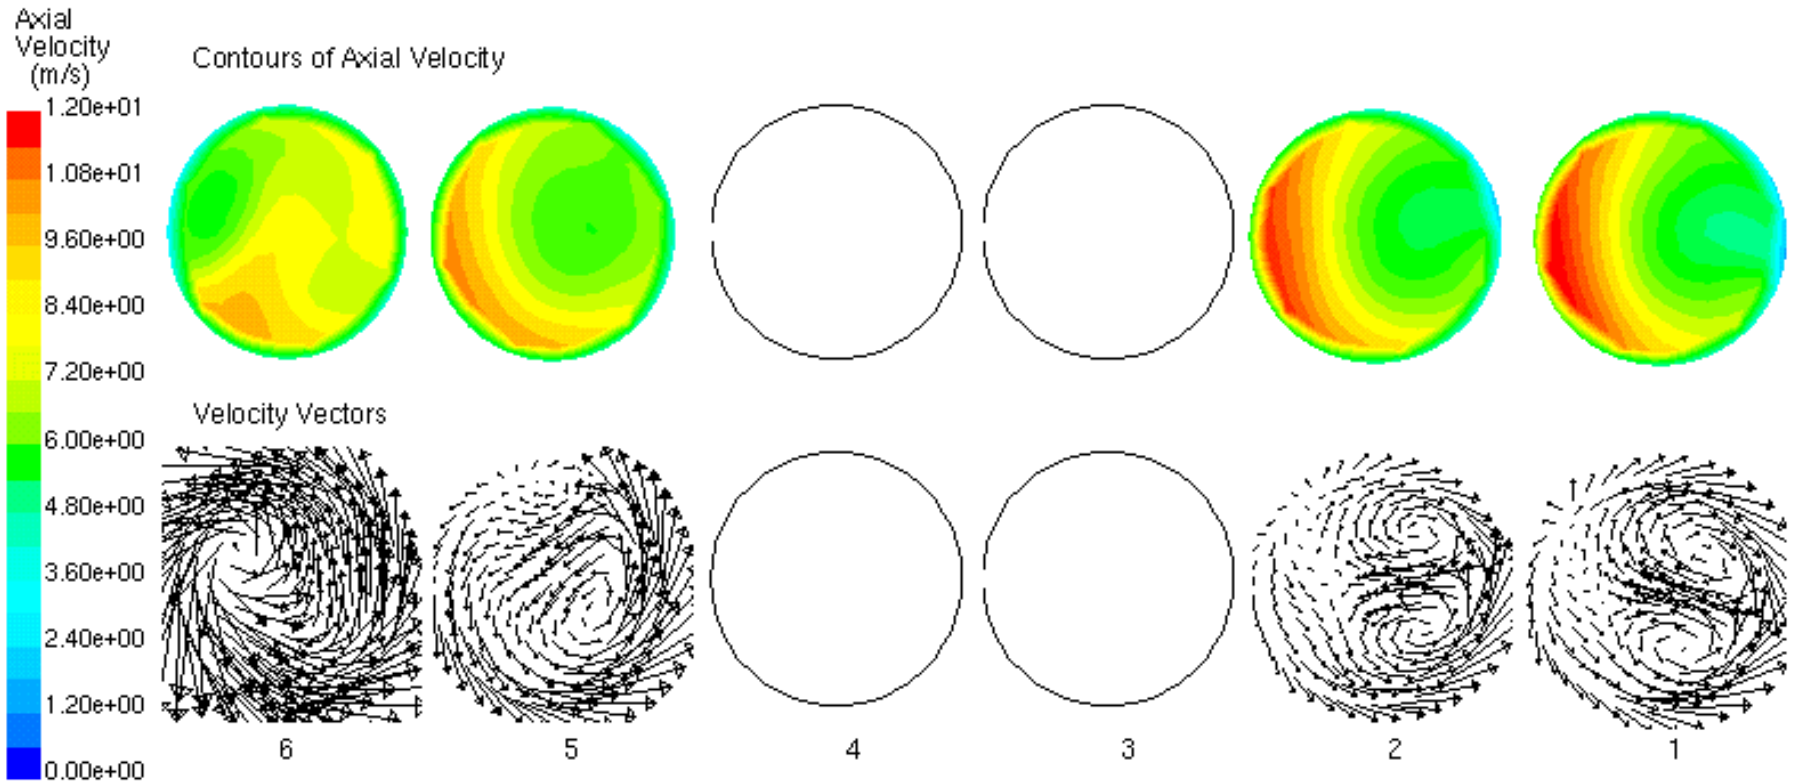 Axial
Velocity
(m/s)
Contours of Axial Velocity
1.20e+01
1.08e+01
9.60e+00
8.40e+00
7.20e+00
6.00e+00
4.80e+00
3.60e+00
2.40e+00
1.20e+00
0.00e+00
Velocity Vectors
6 5 4 3 2 1